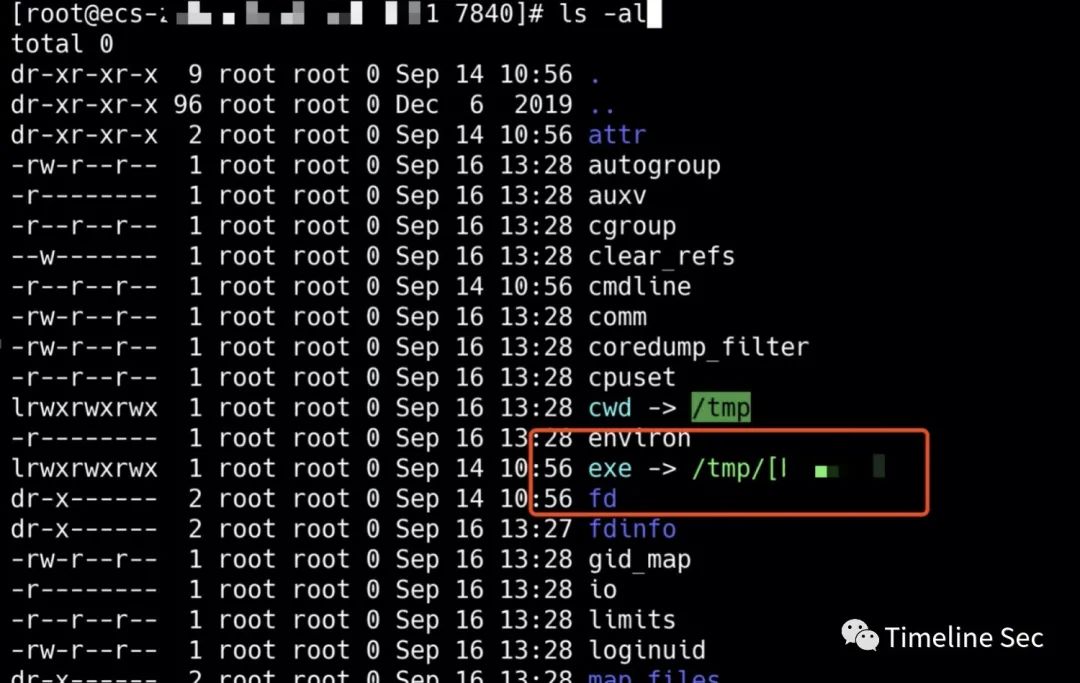 [root@ecs- 1 7840]# ls -al
total 0
dr-xr-xr-x 9 root root 0 Sep 14 10:56 .
dr-xr-xr-x 96 root root 0 Dec 6 2019 ..
dr-xr-xr-x 2 root root 0 Sep 14 10:56 attr
-rw-r--r-- 1 root root 0 Sep 16 13:28 autogroup
-r-------- 1 root root 0 Sep 16 13:28 auxv
-r--r--r-- 1 root root 0 Sep 16 13:28 cgroup
--w------- 1 root root 0 Sep 16 13:28 clear_refs
-r--r--r-- 1 root root 0 Sep 14 10:56 cmdline
-rw-r--r-- 1 root root 0 Sep 16 13:28 comm
-rw-r--r-- 1 root root 0 Sep 16 13:28 coredump_filter
-r--r--r-- 1 root root 0 Sep 16 13:28 cpuset
lrwxrwxrwx 1 root root 0 Sep 16 13:28 cwd -> /tmp
-r-------- 1 root root 0 Sep 16 13:28 environ
lrwxrwxrwx 1 root root 0 Sep 14 10:56 exe -> /tmp/[
dr-x------ 2 root root 0 Sep 14 10:56 fd
dr-x------ 2 root root 0 Sep 16 13:27 fdinfo
-rw-r--r-- 1 root root 0 Sep 16 13:28 gid_map
-r-------- 1 root root 0 Sep 16 13:28 io
-r--r--r-- 1 root root 0 Sep 16 13:28 limits
-rw-r--r-- 1 root root 0 Sep 16 13:28 loginuid
dr-x------ 2 root root 0 Sep 16 13:28 map_files
Timeline Sec